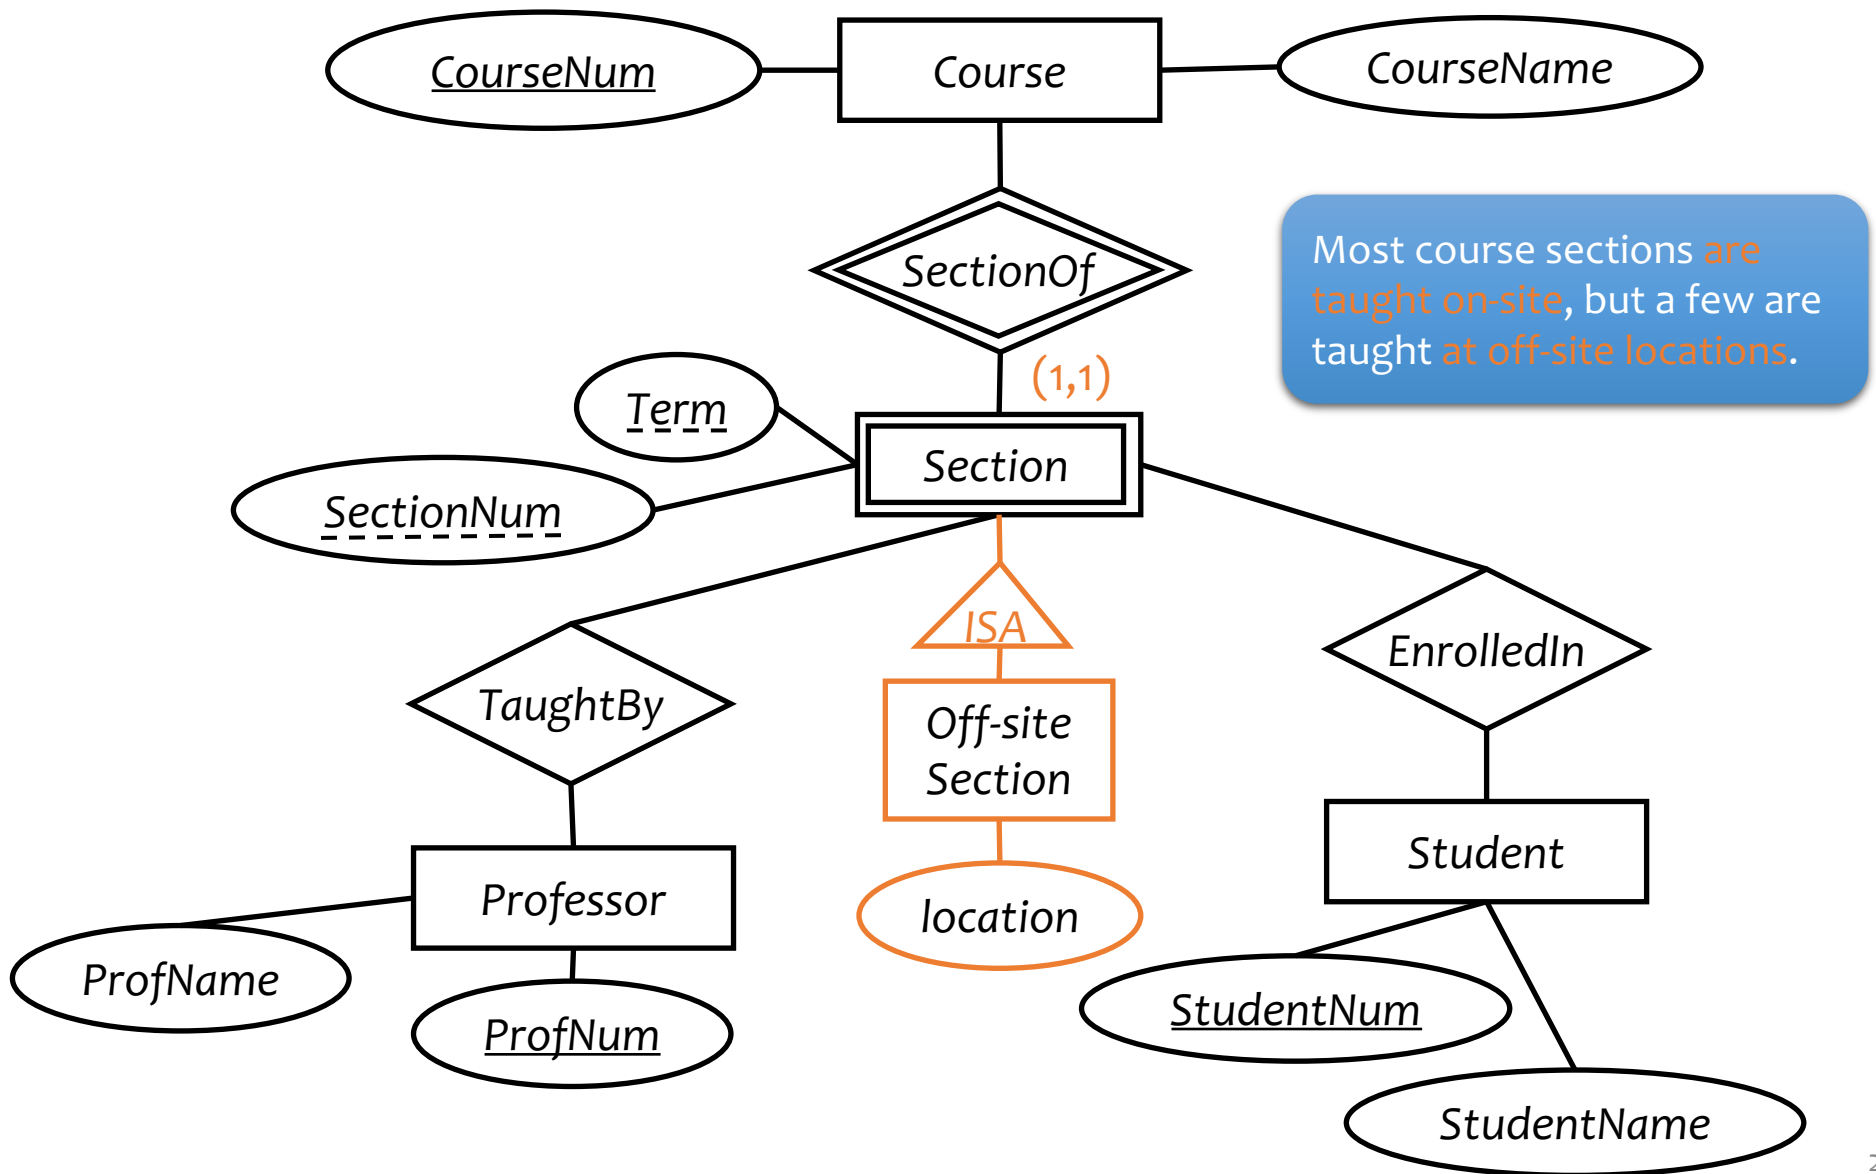 CourseNum
Course
CourseName
SectionOf
Most course sections are
taught on-site, but a few are
taught at off-site locations.
(1,1)
Term
Section
SectionNum
ISA
EnrolledIn
TaughtBy
Off-site
Section
Student
Professor
location
ProfName
StudentNum
ProfNum
StudentName